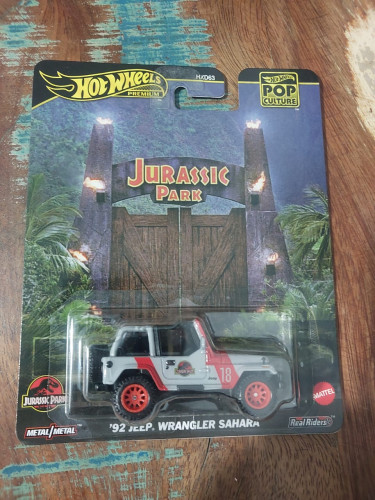 HOT WHEELS
PREMIUM
HXD63
HOT WHEELS
POP
CULTURE
JURASSIC
PARK
18
JURASSIC PARK
METAL/METAL
'92 JEEP® WRANGLER SAHARA
MATTEL
Real Riders